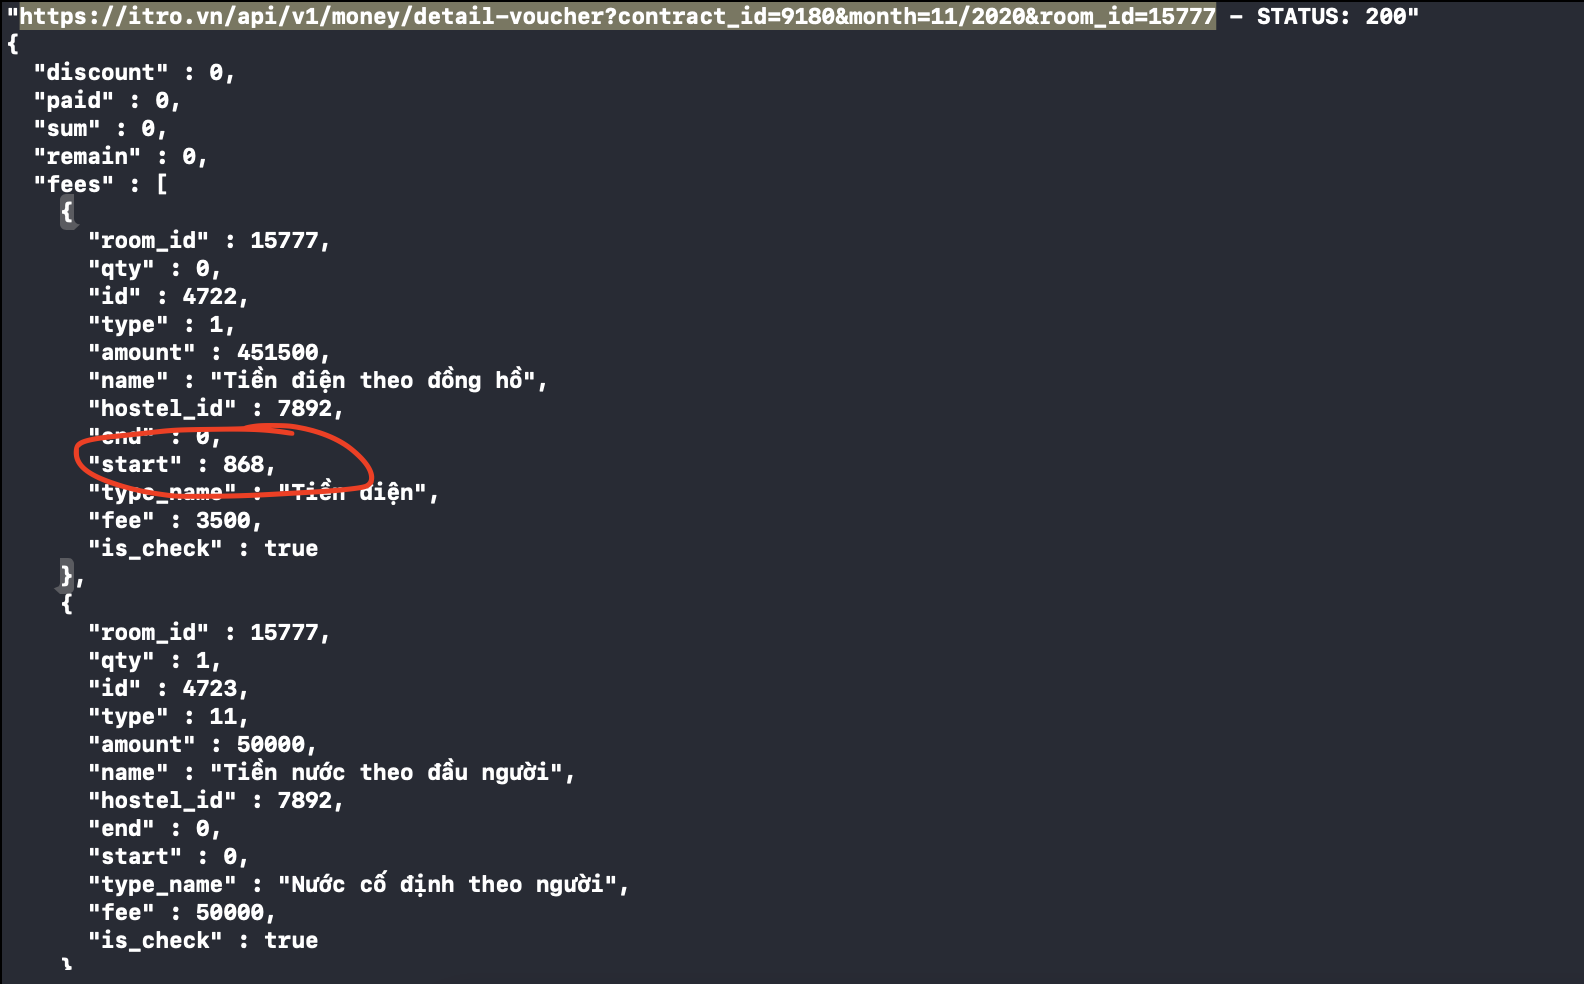 "https://itro.vn/api/v1/money/detail-voucher?contract_id=9180&month=11/2020&room_id=15777 - STATUS: 200"
{
"discount" : 0,
"paid" : 0,
"sum" : 0,
"remain" : 0,
"fees" : [
{
"room_id" : 15777,
"qty" : 0,
"id" : 4722,
"type" : 1,
"amount" : 451500,
"name" : "Tiền điện theo đồng hồ",
"hostel_id" : 7892,
"end" : 0,
"start" : 868,
"type_name" : "Tiền điện",
"fee" : 3500,
"is_check" : true
},
{
"room_id" : 15777,
"qty" : 1,
"id" : 4723,
"type" : 11,
"amount" : 50000,
"name" : "Tiền nước theo đầu người",
"hostel_id" : 7892,
"end" : 0,
"start" : 0,
"type_name" : "Nước cố định theo người",
"fee" : 50000,
"is_check" : true
}